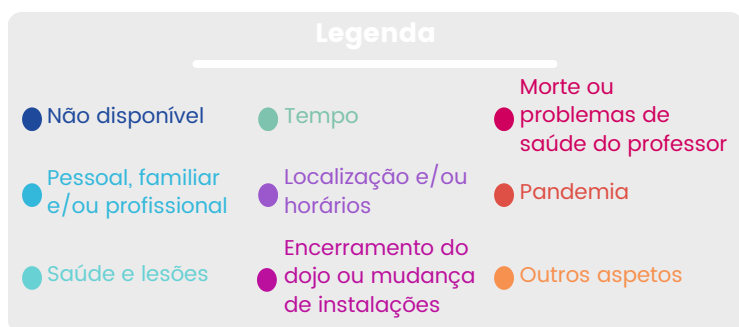 Legenda
Não disponível
Tempo
Morte ou
problemas de
saúde do professor
Pessoal, familiar
e/ou profissional
Localização e/ou
horários
Pandemia
Saúde e lesões
Encerramento do
dojo ou mudança
de instalações
Outros aspetos